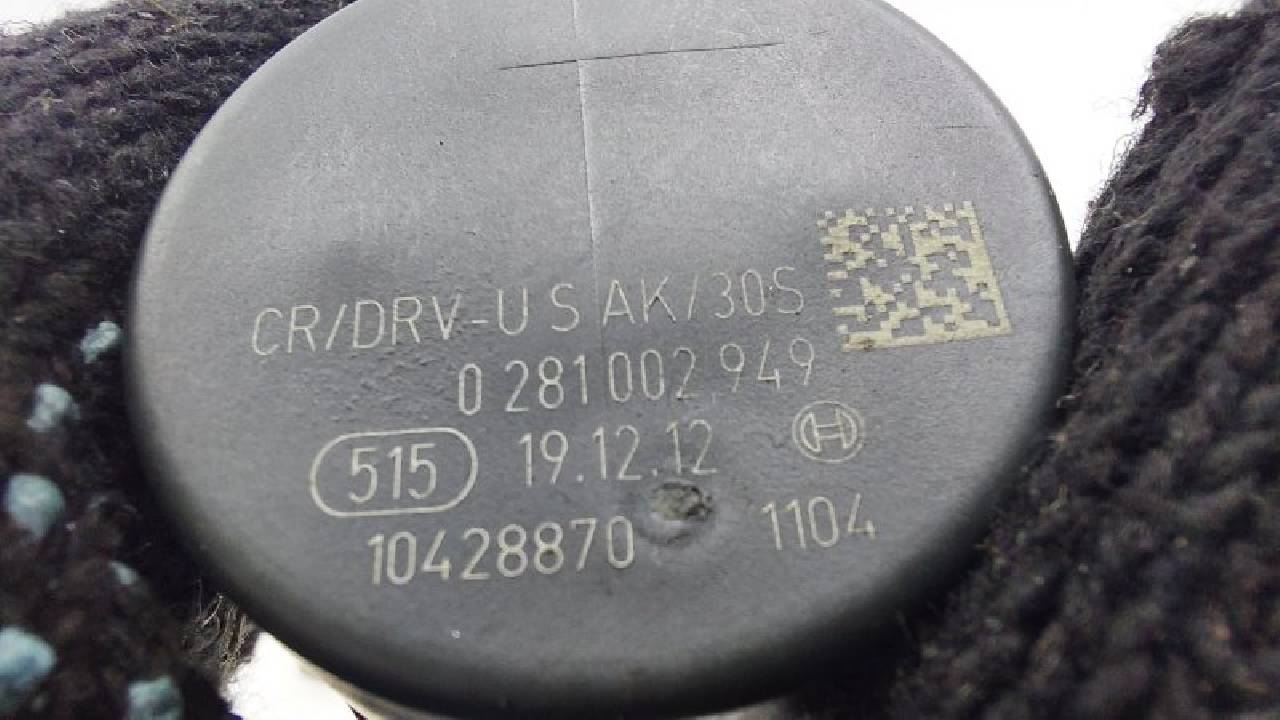 CR/DRV-U S AK/30S
0 281 002 949
515 19.12.12
10428870 1104